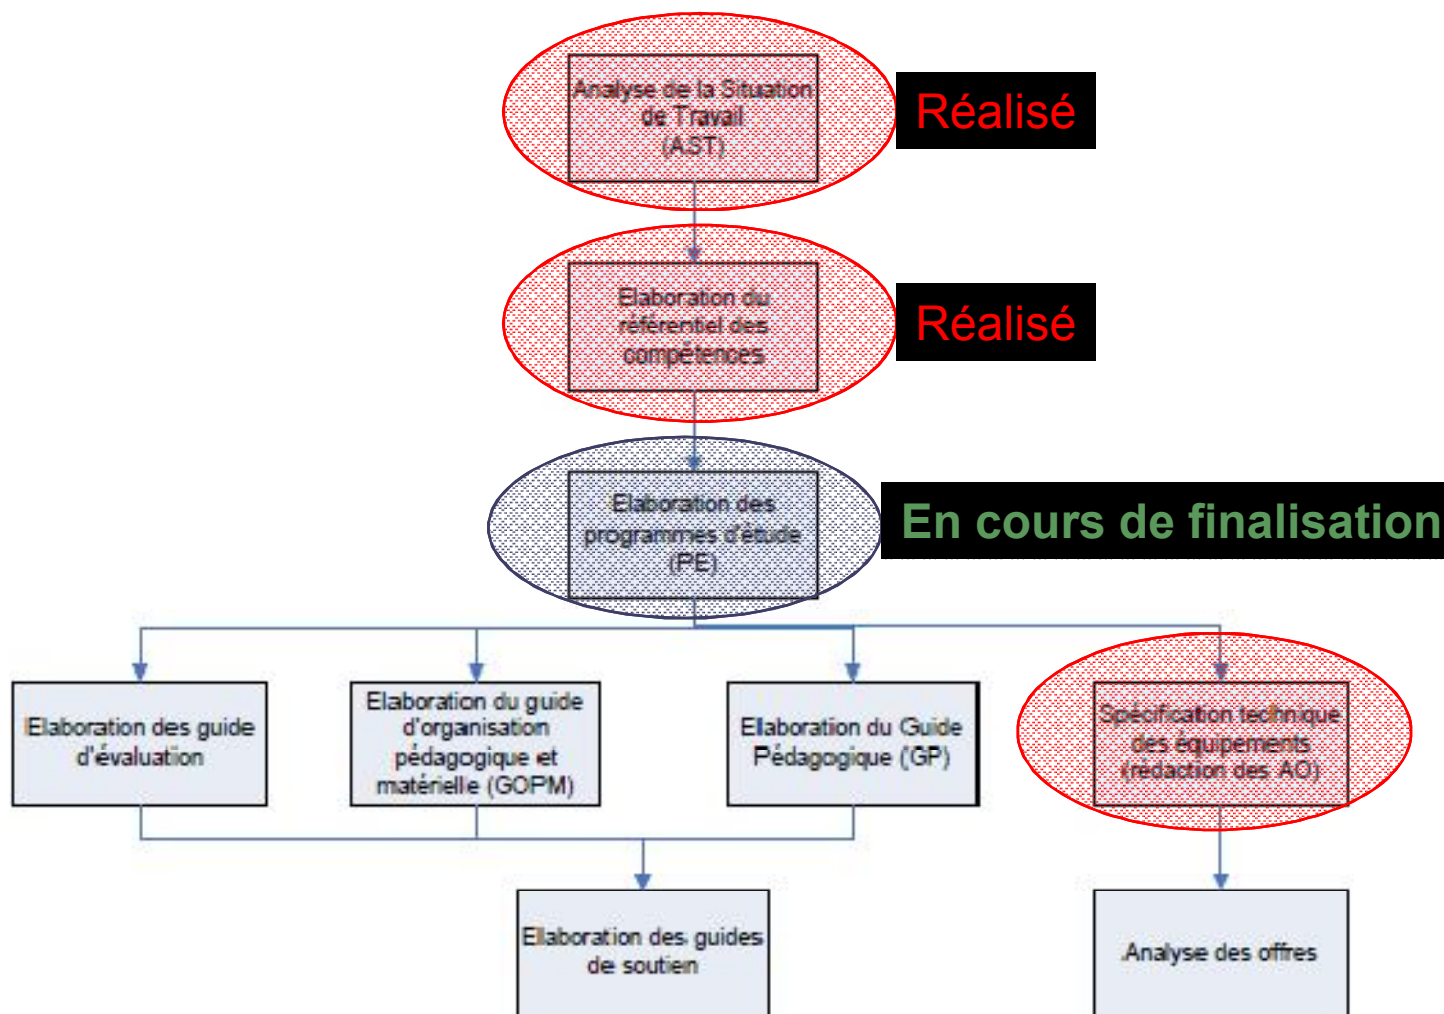 Analyse de la Situation
de Travail
(AST)
Réalisé
Elaboration du
référentiel des
compétences
Réalisé
Elaboration des
programmes d'étude
(PE)
En cours de finalisation
Elaboration des guide
d'évaluation
Elaboration du guide
d'organisation
pédagogique et
matérielle (GOPM)
Elaboration du Guide
Pédagogique (GP)
Spécification technique
des équipements
(rédaction des AO)
Elaboration des guides
de soutien
Analyse des offres